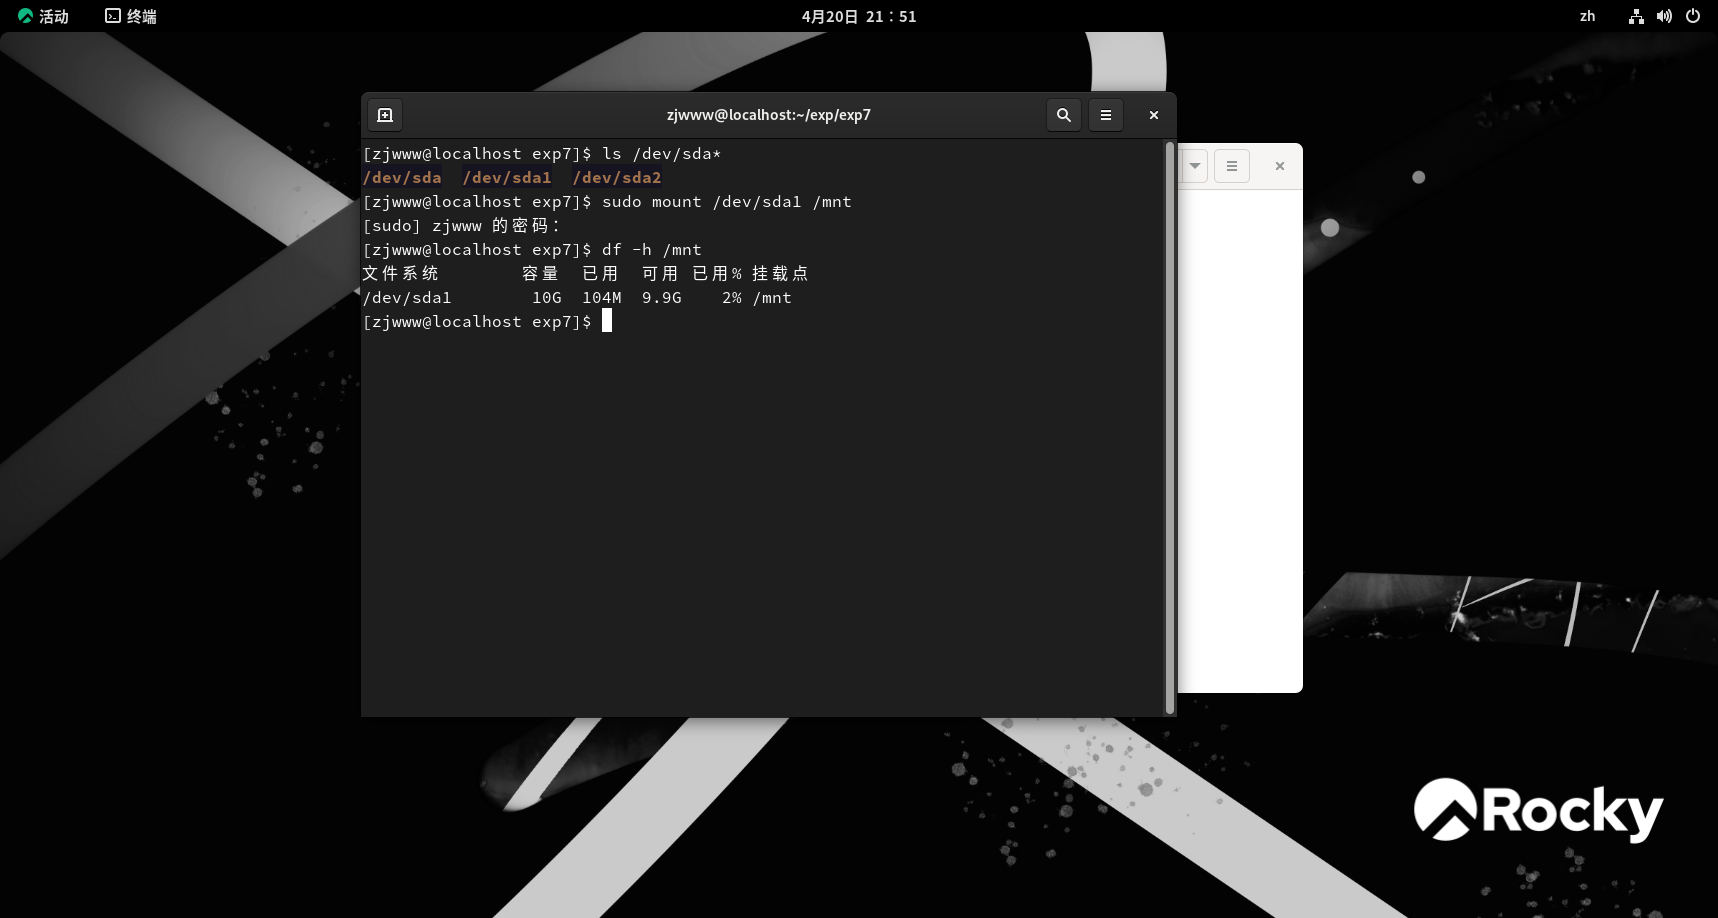 活动 终端 4月20日 21：51 zh
zjwww@localhost:~/exp/exp7
[zjwww@localhost exp7]$ ls /dev/sda*
/dev/sda  /dev/sda1  /dev/sda2
[zjwww@localhost exp7]$ sudo mount /dev/sda1 /mnt
[sudo] zjwww 的密码：
[zjwww@localhost exp7]$ df -h /mnt
文件系统        容量  已用  可用 已用% 挂载点
/dev/sda1        10G  104M  9.9G    2% /mnt
[zjwww@localhost exp7]$
Rocky